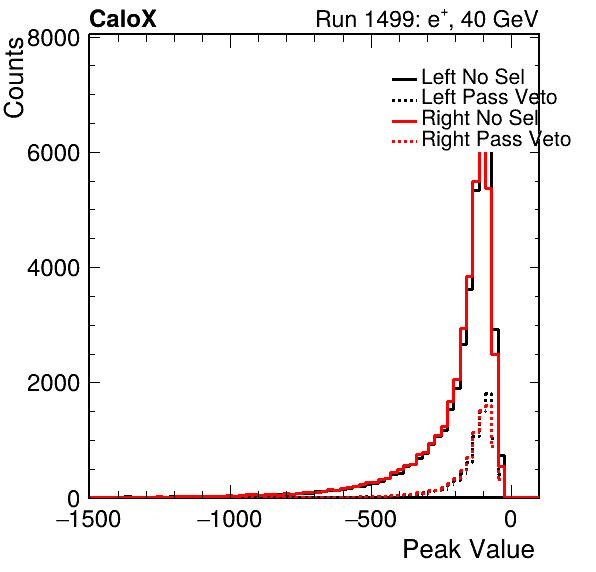 CaloX Run 1499: e⁺, 40 GeV
Counts
8000
6000
4000
2000
0
Left No Sel
Left Pass Veto
Right No Sel
Right Pass Veto
−1500 −1000 −500 0
Peak Value